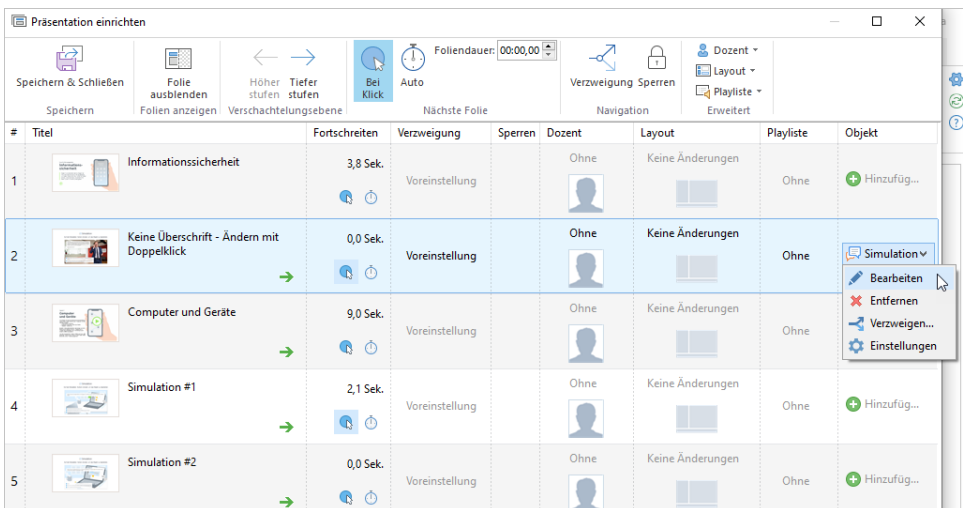 Präsentation einrichten
Speichern & Schließen
Speichern
Folie
ausblenden
Folien anzeigen
Höher
stufen
Tiefer
stufen
Verschachtelungsebene
Bei
Klick
Auto
Foliendauer: 00:00,00
Nächste Folie
Verzweigung
Sperren
Navigation
Dozent
Layout
Playliste
Erweitert
# Titel Fortschreiten Verzweigung Sperren Dozent Layout Playliste Objekt
1 Informationssicherheit 3,8 Sek. Voreinstellung Ohne Keine Änderungen Ohne Hinzufüg...
2 Keine Überschrift - Ändern mit
Doppelklick 0,0 Sek. Voreinstellung Ohne Keine Änderungen Ohne Simulation
Bearbeiten
Entfernen
Verzweigen...
Einstellungen
3 Computer und Geräte 9,0 Sek. Voreinstellung Ohne Keine Änderungen Ohne
4 Simulation #1 2,1 Sek. Voreinstellung Ohne Keine Änderungen Ohne Hinzufüg...
5 Simulation #2 0,0 Sek. Voreinstellung Ohne Keine Änderungen Ohne Hinzufüg...